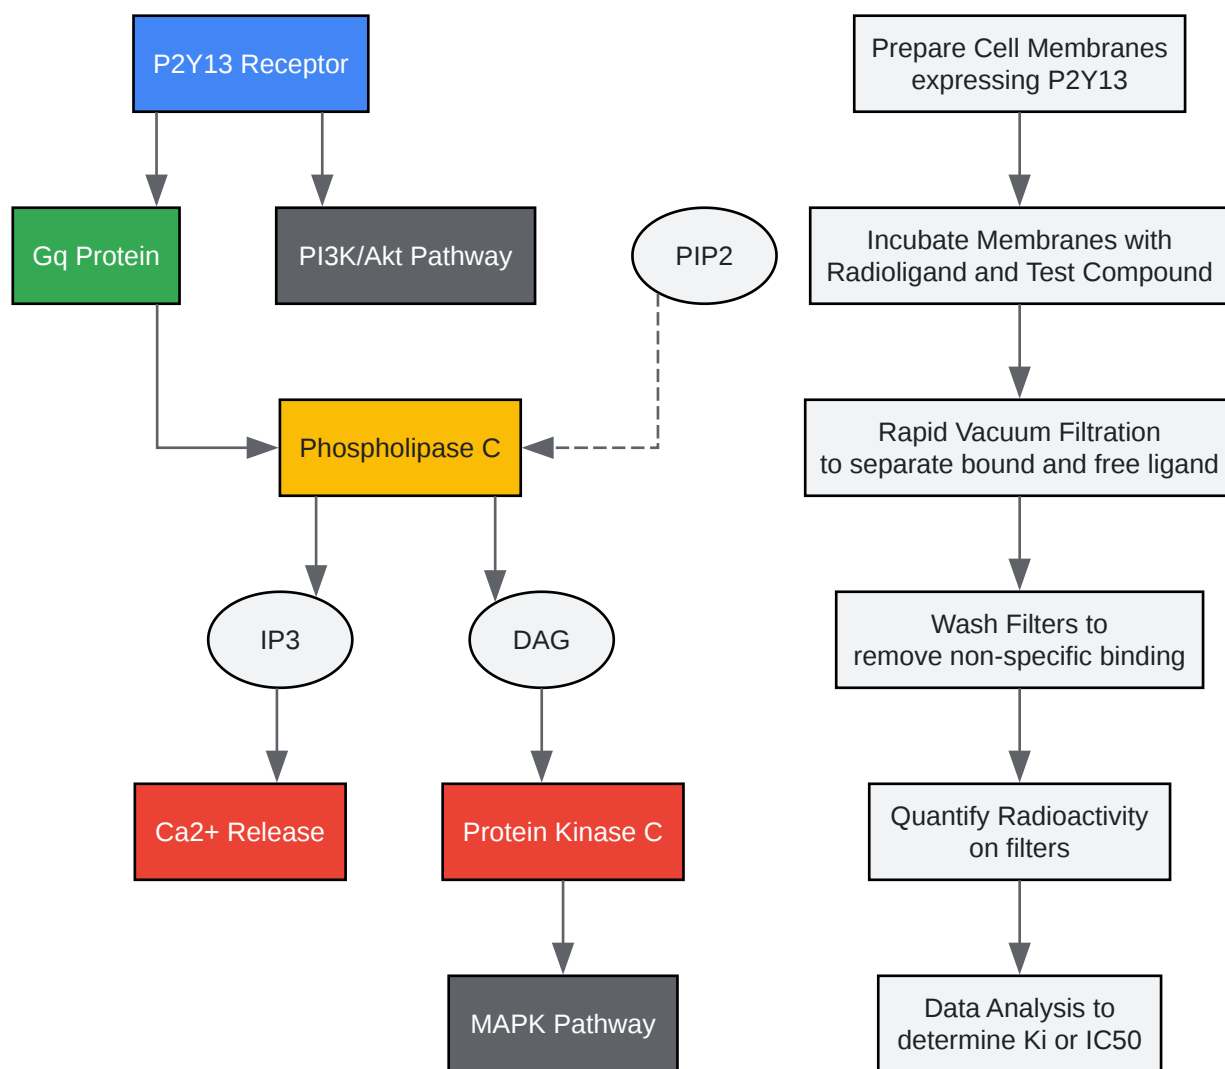 P2Y13 Receptor
Gq Protein
PI3K/Akt Pathway
PIP2
Phospholipase C
IP3
DAG
Ca2+ Release
Protein Kinase C
MAPK Pathway
Prepare Cell Membranes
expressing P2Y13
Incubate Membranes with
Radioligand and Test Compound
Rapid Vacuum Filtration
to separate bound and free ligand
Wash Filters to
remove non-specific binding
Quantify Radioactivity
on filters
Data Analysis to
determine Ki or IC50